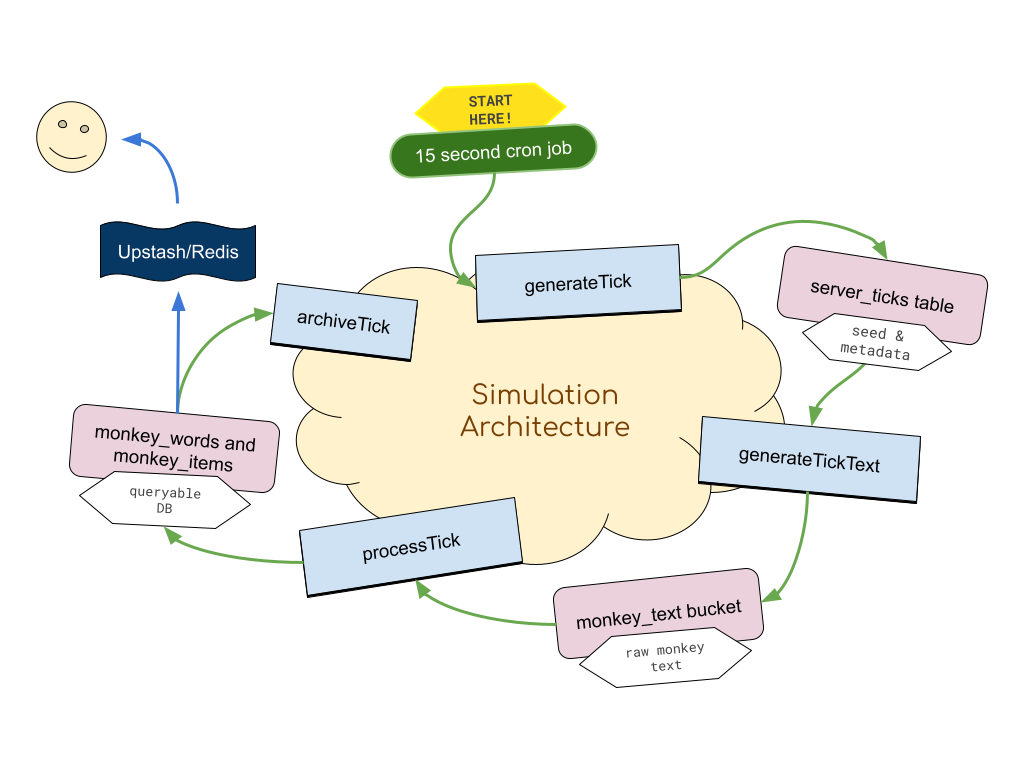 START
HERE!
15 second cron job
generateTick
server_ticks table
seed &
metadata
generateTickText
monkey_text bucket
raw monkey
text
processTick
monkey_words and
monkey_items
queryable
DB
archiveTick
Upstash/Redis
Simulation
Architecture